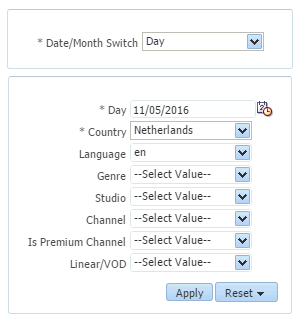 * Date/Month Switch Day
* Day 11/05/2016
* Country Netherlands
Language en
Genre --Select Value--
Studio --Select Value--
Channel --Select Value--
Is Premium Channel --Select Value--
Linear/VOD --Select Value--
Apply Reset